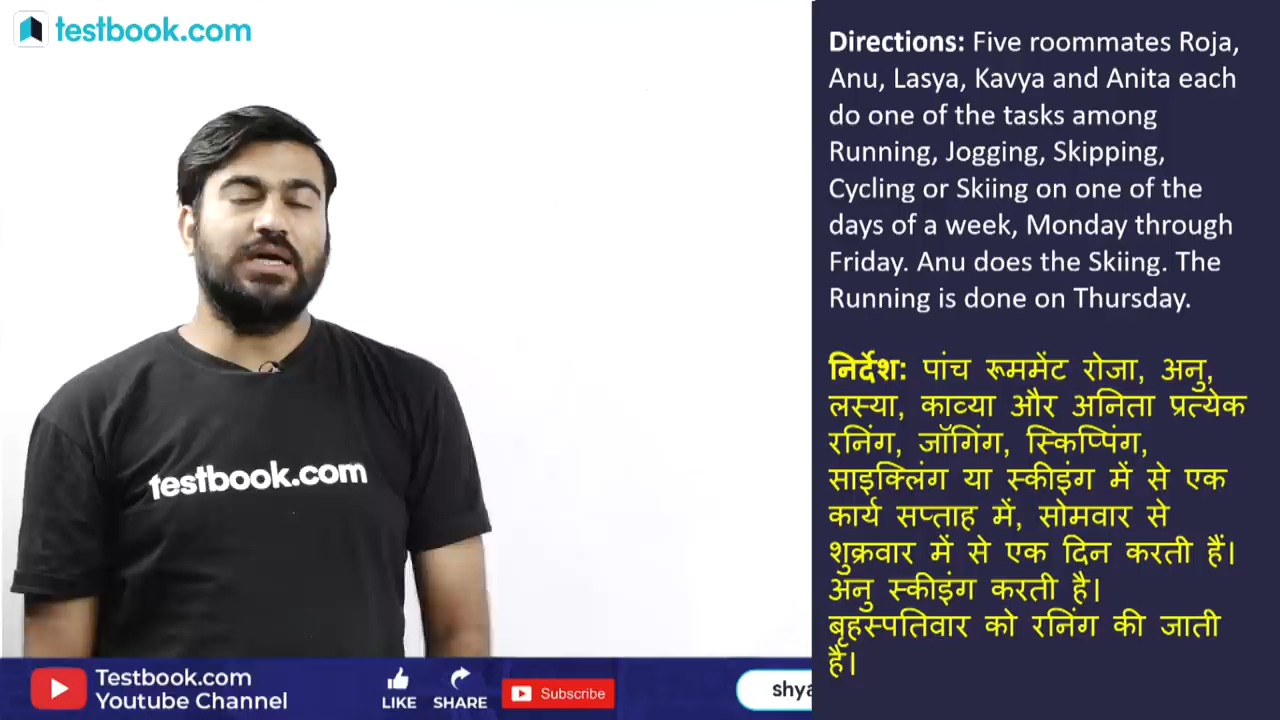 testbook.com
Directions: Five roommates Roja,
Anu, Lasya, Kavya and Anita each
do one of the tasks among
Running, Jogging, Skipping,
Cycling or Skiing on one of the
days of a week, Monday through
Friday. Anu does the Skiing. The
Running is done on Thursday.
निर्देश: पांच रूममेंट रोजा, अनु,
लस्या, काव्या और अनिता प्रत्येक
रनिंग, जॉगिंग, स्किप्पिंग,
साइक्लिंग या स्कीइंग में से एक
कार्य सप्ताह में, सोमवार से
शुक्रवार में से एक दिन करती हैं।
अनु स्कीइंग करती है।
बृहस्पतिवार को रनिंग की जाती
है।
testbook.com
Testbook.com
Youtube Channel
LIKE
SHARE
Subscribe
shya